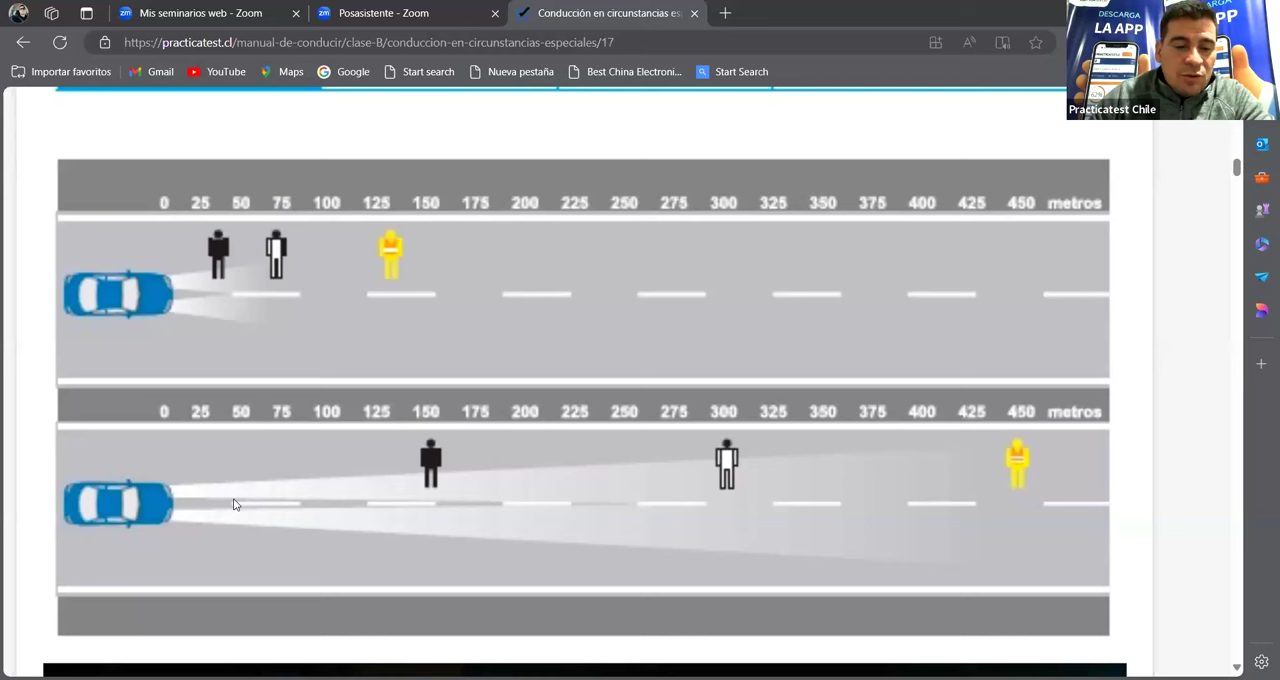 Mis seminarios web - Zoom
Posasistente - Zoom
Conducción en circunstancias es
https://practicatest.cl/manual-de-conducir/clase-B/conduccion-en-circunstancias-especiales/17
Importar favoritos
Gmail
YouTube
Maps
Google
Start search
Nueva pestaña
Best China Electroni...
Start Search
DESCARGA
LA APP
Practicatest Chile
0 25 50 75 100 125 150 175 200 225 250 275 300 325 350 375 400 425 450 metros
0 25 50 75 100 125 150 175 200 225 250 275 300 325 350 375 400 425 450 metros